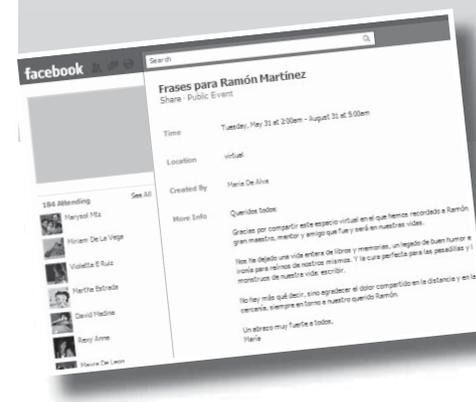 facebook
Search
Frases para Ramón Martínez
Share · Public Event
Time
Tuesday, May 31 at 2:00am - August 31 at 5:00am
Location
virtual
Created By
Maria De Alva
More Info
Queridos todos:
Gracias por compartir este espacio virtual en el que hemos recordado a Ramón,
gran maestro, mentor y amigo que fue y será en nuestras vidas.
Nos ha dejado una vida entera de libros y memorias, un legado de buen humor e
ironía para reírnos de nosotros mismos. Y la cura perfecta para las pesadillas y l
monstruos de nuestra vida: escribir.
No hay más qué decir, sino agradecer el dolor compartido en la distancia y en la
cercanía, siempre en torno a nuestro querido Ramón.
Un abrazo muy fuerte a todos,
María
184 Attending
See All
Marysol Mtz
Miriam De La Vega
Violetta E Ruiz
Martha Estrada
David Medina
Rexy Anne
Mayra De Leon